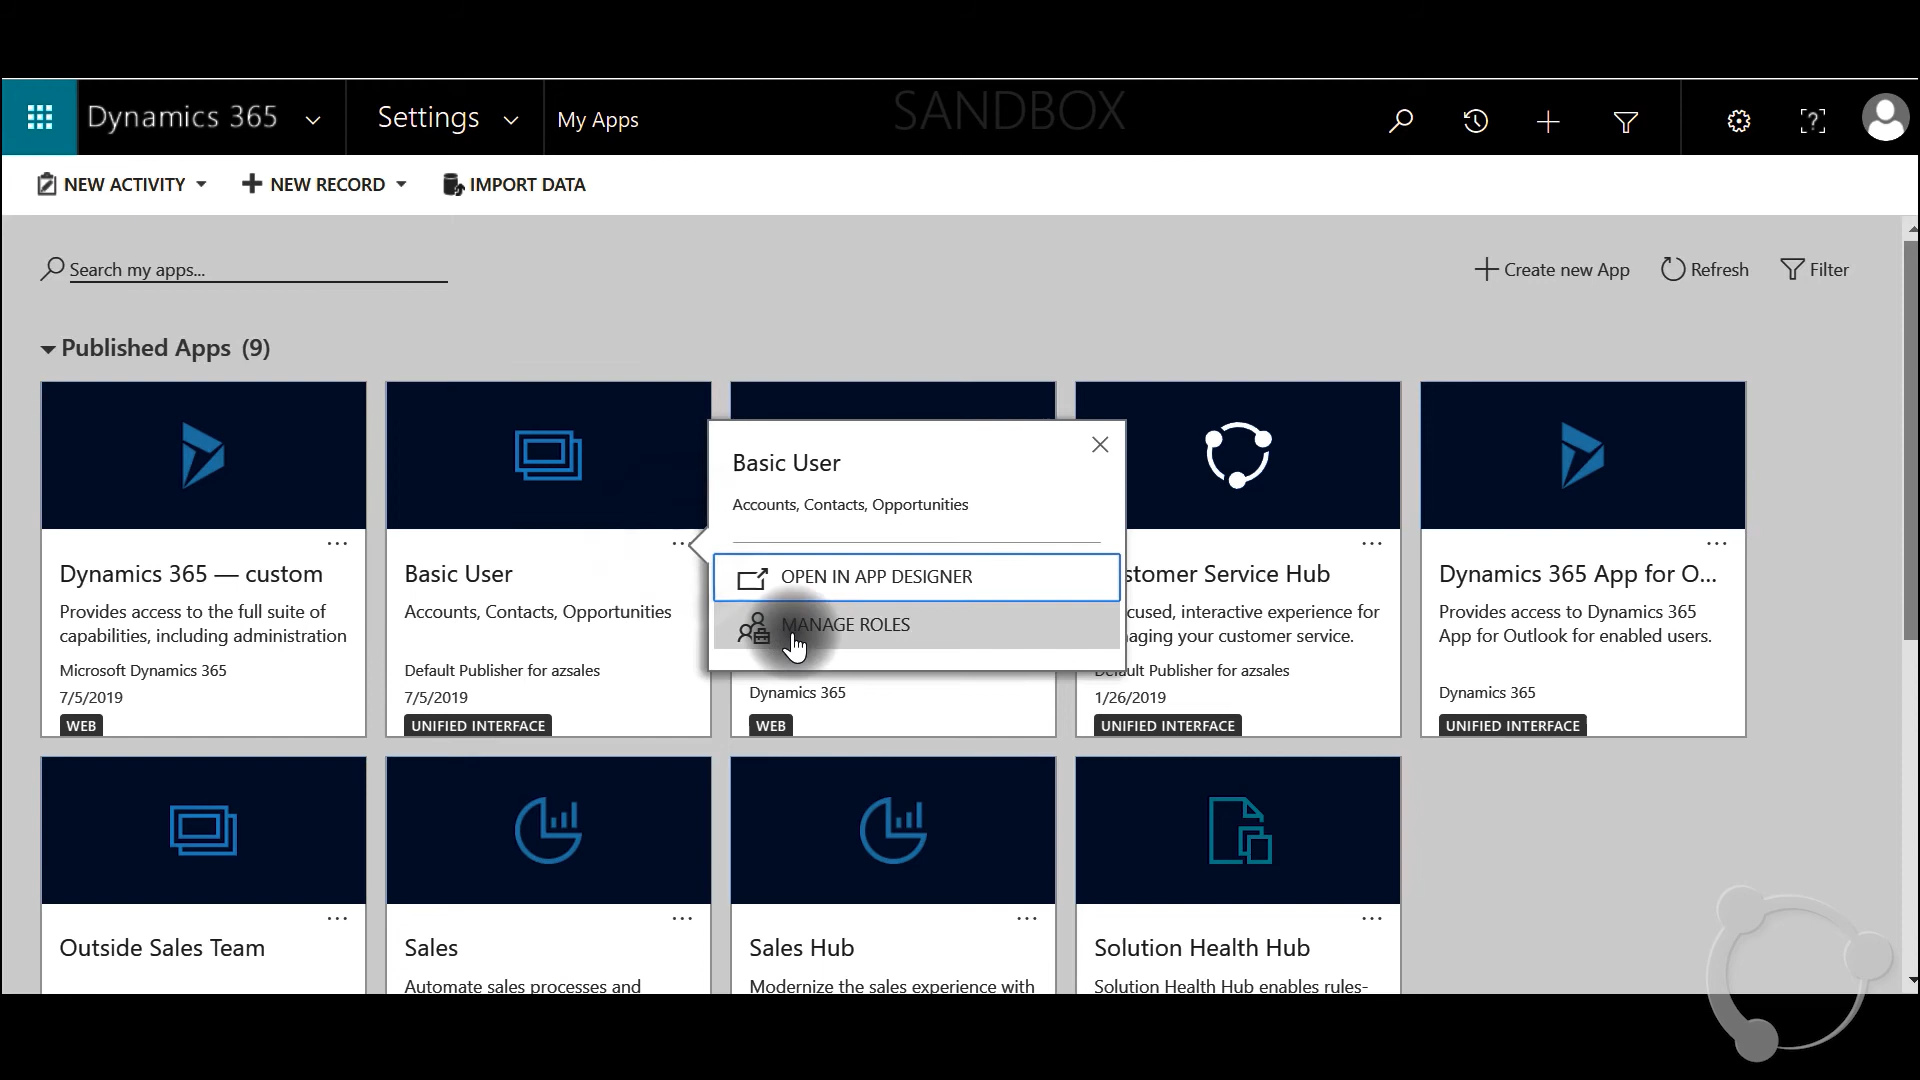 Dynamics 365
Settings
My Apps
SANDBOX
NEW ACTIVITY
NEW RECORD
IMPORT DATA
Search my apps...
Create new App
Refresh
Filter
Published Apps (9)
Dynamics 365 — custom
Provides access to the full suite of
capabilities, including administration
Microsoft Dynamics 365
7/5/2019
WEB
Basic User
Accounts, Contacts, Opportunities
Default Publisher for azsales
7/5/2019
UNIFIED INTERFACE
Basic User
Accounts, Contacts, Opportunities
OPEN IN APP DESIGNER
MANAGE ROLES
Dynamics 365
WEB
stomer Service Hub
cused, interactive experience for
naging your customer service.
Default Publisher for azsales
1/26/2019
UNIFIED INTERFACE
Dynamics 365 App for O...
Provides access to Dynamics 365
App for Outlook for enabled users.
Dynamics 365
UNIFIED INTERFACE
Outside Sales Team
Sales
Automate sales processes and
Sales Hub
Modernize the sales experience with
Solution Health Hub
Solution Health Hub enables rules-